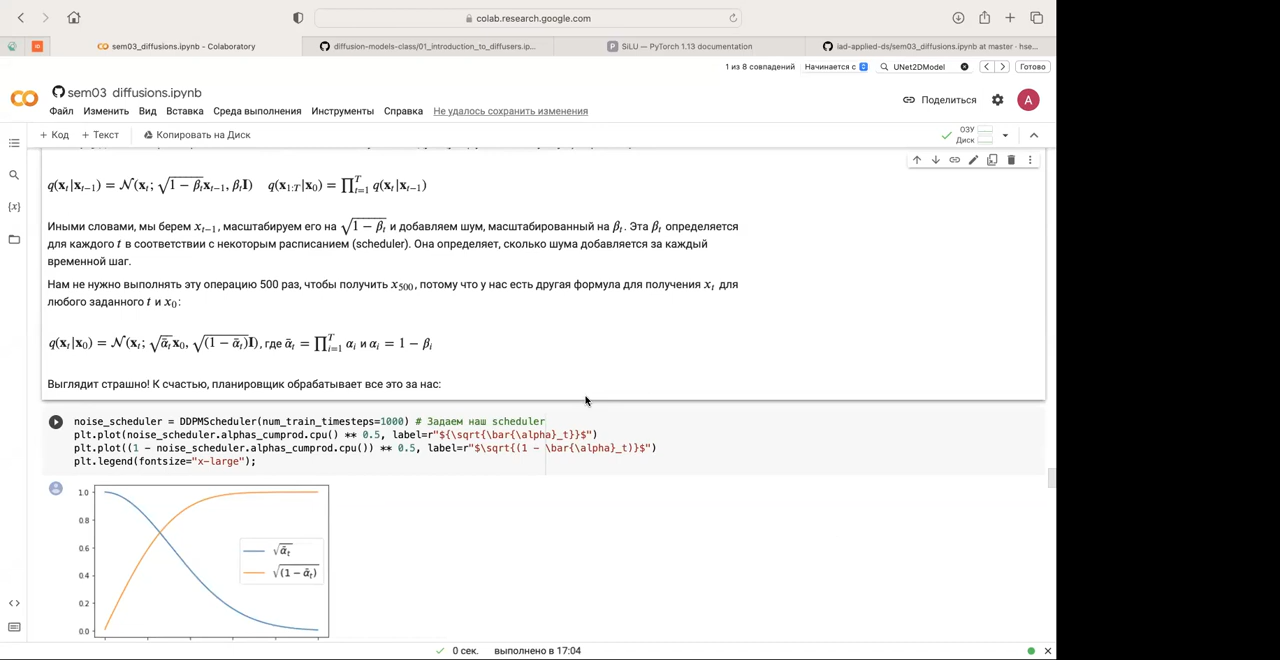 colab.research.google.com
sem03_diffusions.ipynb - Colaboratory
diffusion-models-class/01_introduction_to_diffusers.ip...
SiLU — PyTorch 1.13 documentation
iad-applied-ds/sem03_diffusions.ipynb at master · hse...
1 из 8 совпадений
Начинается с
UNet2DModel
Готово
sem03 diffusions.ipynb
Файл Изменить Вид Вставка Среда выполнения Инструменты Справка Не удалось сохранить изменения
Поделиться
A
+ Код + Текст Копировать на Диск
ОЗУ
Диск
q(x_t|x_{t−1}) = N(x_t; √(1 − β_t)x_{t−1}, β_tI) q(x_{1:T}|x_0) = ∏_{t=1}^T q(x_t|x_{t−1})
Иными словами, мы берем x_{t−1}, масштабируем его на √(1 − β_t) и добавляем шум, масштабированный на β_t. Эта β_t определяется
для каждого t в соответствии с некоторым расписанием (scheduler). Она определяет, сколько шума добавляется за каждый
временной шаг.
Нам не нужно выполнять эту операцию 500 раз, чтобы получить x_{500}, потому что у нас есть другая формула для получения x_t для
любого заданного t и x_0:
q(x_t|x_0) = N(x_t; √ᾱ_t x_0, √(1 − ᾱ_t)I), где ᾱ_t = ∏_{i=1}^T α_i и α_i = 1 − β_i
Выглядит страшно! К счастью, планировщик обрабатывает все это за нас:
noise_scheduler = DDPMScheduler(num_train_timesteps=1000) # Задаем наш scheduler
plt.plot(noise_scheduler.alphas_cumprod.cpu() ** 0.5, label=r"${\sqrt{\bar{\alpha}_t}}$")
plt.plot((1 - noise_scheduler.alphas_cumprod.cpu()) ** 0.5, label=r"$\sqrt{(1 - \bar{\alpha}_t)}$")
plt.legend(fontsize="x-large");
1.0
0.8
0.6
0.4
0.2
0.0
√ᾱ_t
√(1 − ᾱ_t)
0 сек. выполнено в 17:04